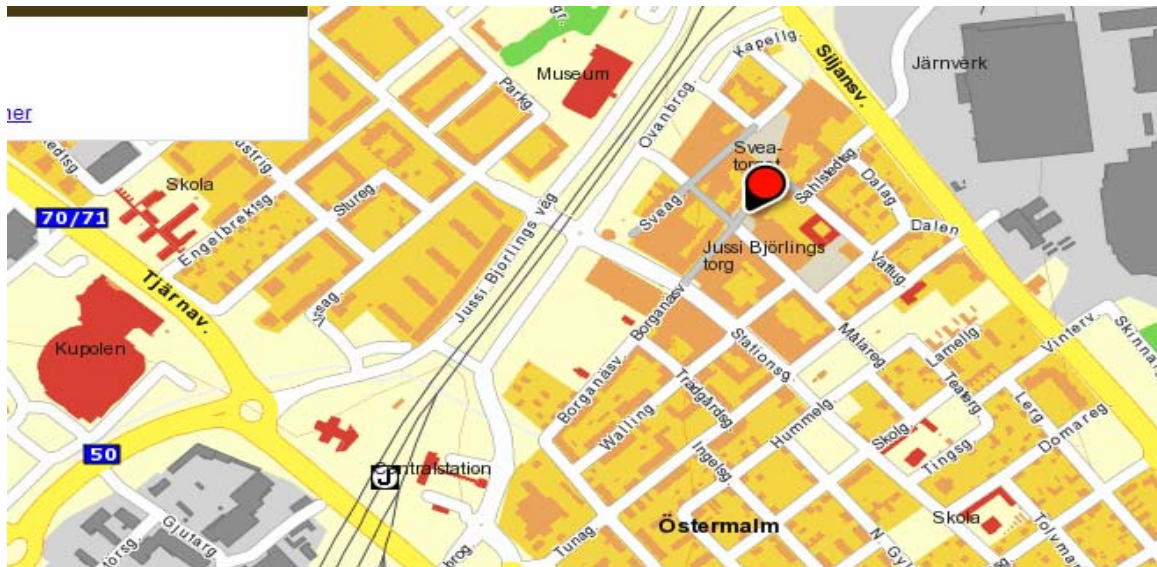 ner
Kapellg.
Siljansv.
Järnverk
Museum
Parkg.
Ovanbrog.
Svea-
torget
Sahlstedtsg.
Dalag.
Skola
Stureg.
Engelbrektsg.
70/71
Sveag.
Dalen
Jussi Björlings
torg
Vattug.
Jussi Björlings väg
Tjärnav.
Borganäsv
Kupolen
Stationsg.
Målareg.
Lamellg
Vinterv.
Borganäsv.
Trädgårdsg
Teaterg
Lerg
Domareg.
Walling
Hummelg.
Skolg
Tingsg
50
Ingelsg.
Centralstation
J
Östermalm
Skola
Gjutarg.
Tunag.